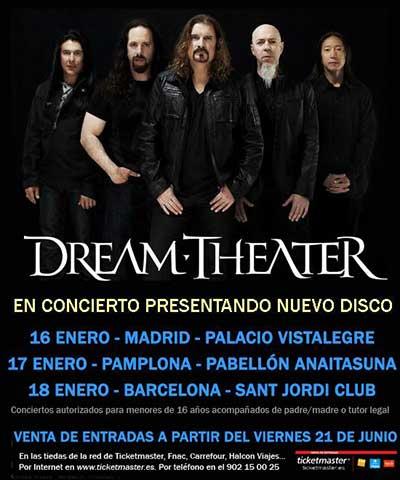 DREAM·THEATER
EN CONCIERTO PRESENTANDO NUEVO DISCO
16 ENERO - MADRID - PALACIO VISTALEGRE
17 ENERO - PAMPLONA - PABELLÓN ANAITASUNA
18 ENERO - BARCELONA - SANT JORDI CLUB
Conciertos autorizados para menores de 16 años acompañados de padre/madre o tutor legal
VENTA DE ENTRADAS A PARTIR DEL VIERNES 21 DE JUNIO
En las tiedas de la red de Ticketmaster, Fnac, Carrefour, Halcon Viajes...
Por Internet en www.ticketmaster.es. Por teléfono en el 902 15 00 25
ticketmaster
ticketmaster.es